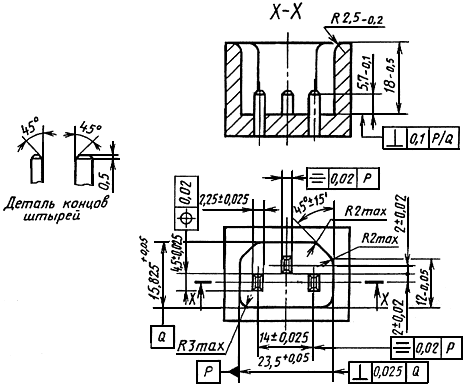 X-X
R 2,5-0,2
5,7-0,1
18-0,5
⊥ 0,1 P/Q
45°
45°
0,5
Деталь концов
штырей
⌯ 0,02 P
0,02
2,25±0,025
45°±15'
R2max
2±0,02
R2max
15,825+0,05
4,5±0,025
X
X
12-0,05
2±0,02
Q
R3max
14±0,025
⌯ 0,02 P
23,5+0,05
P
⊥ 0,025 Q